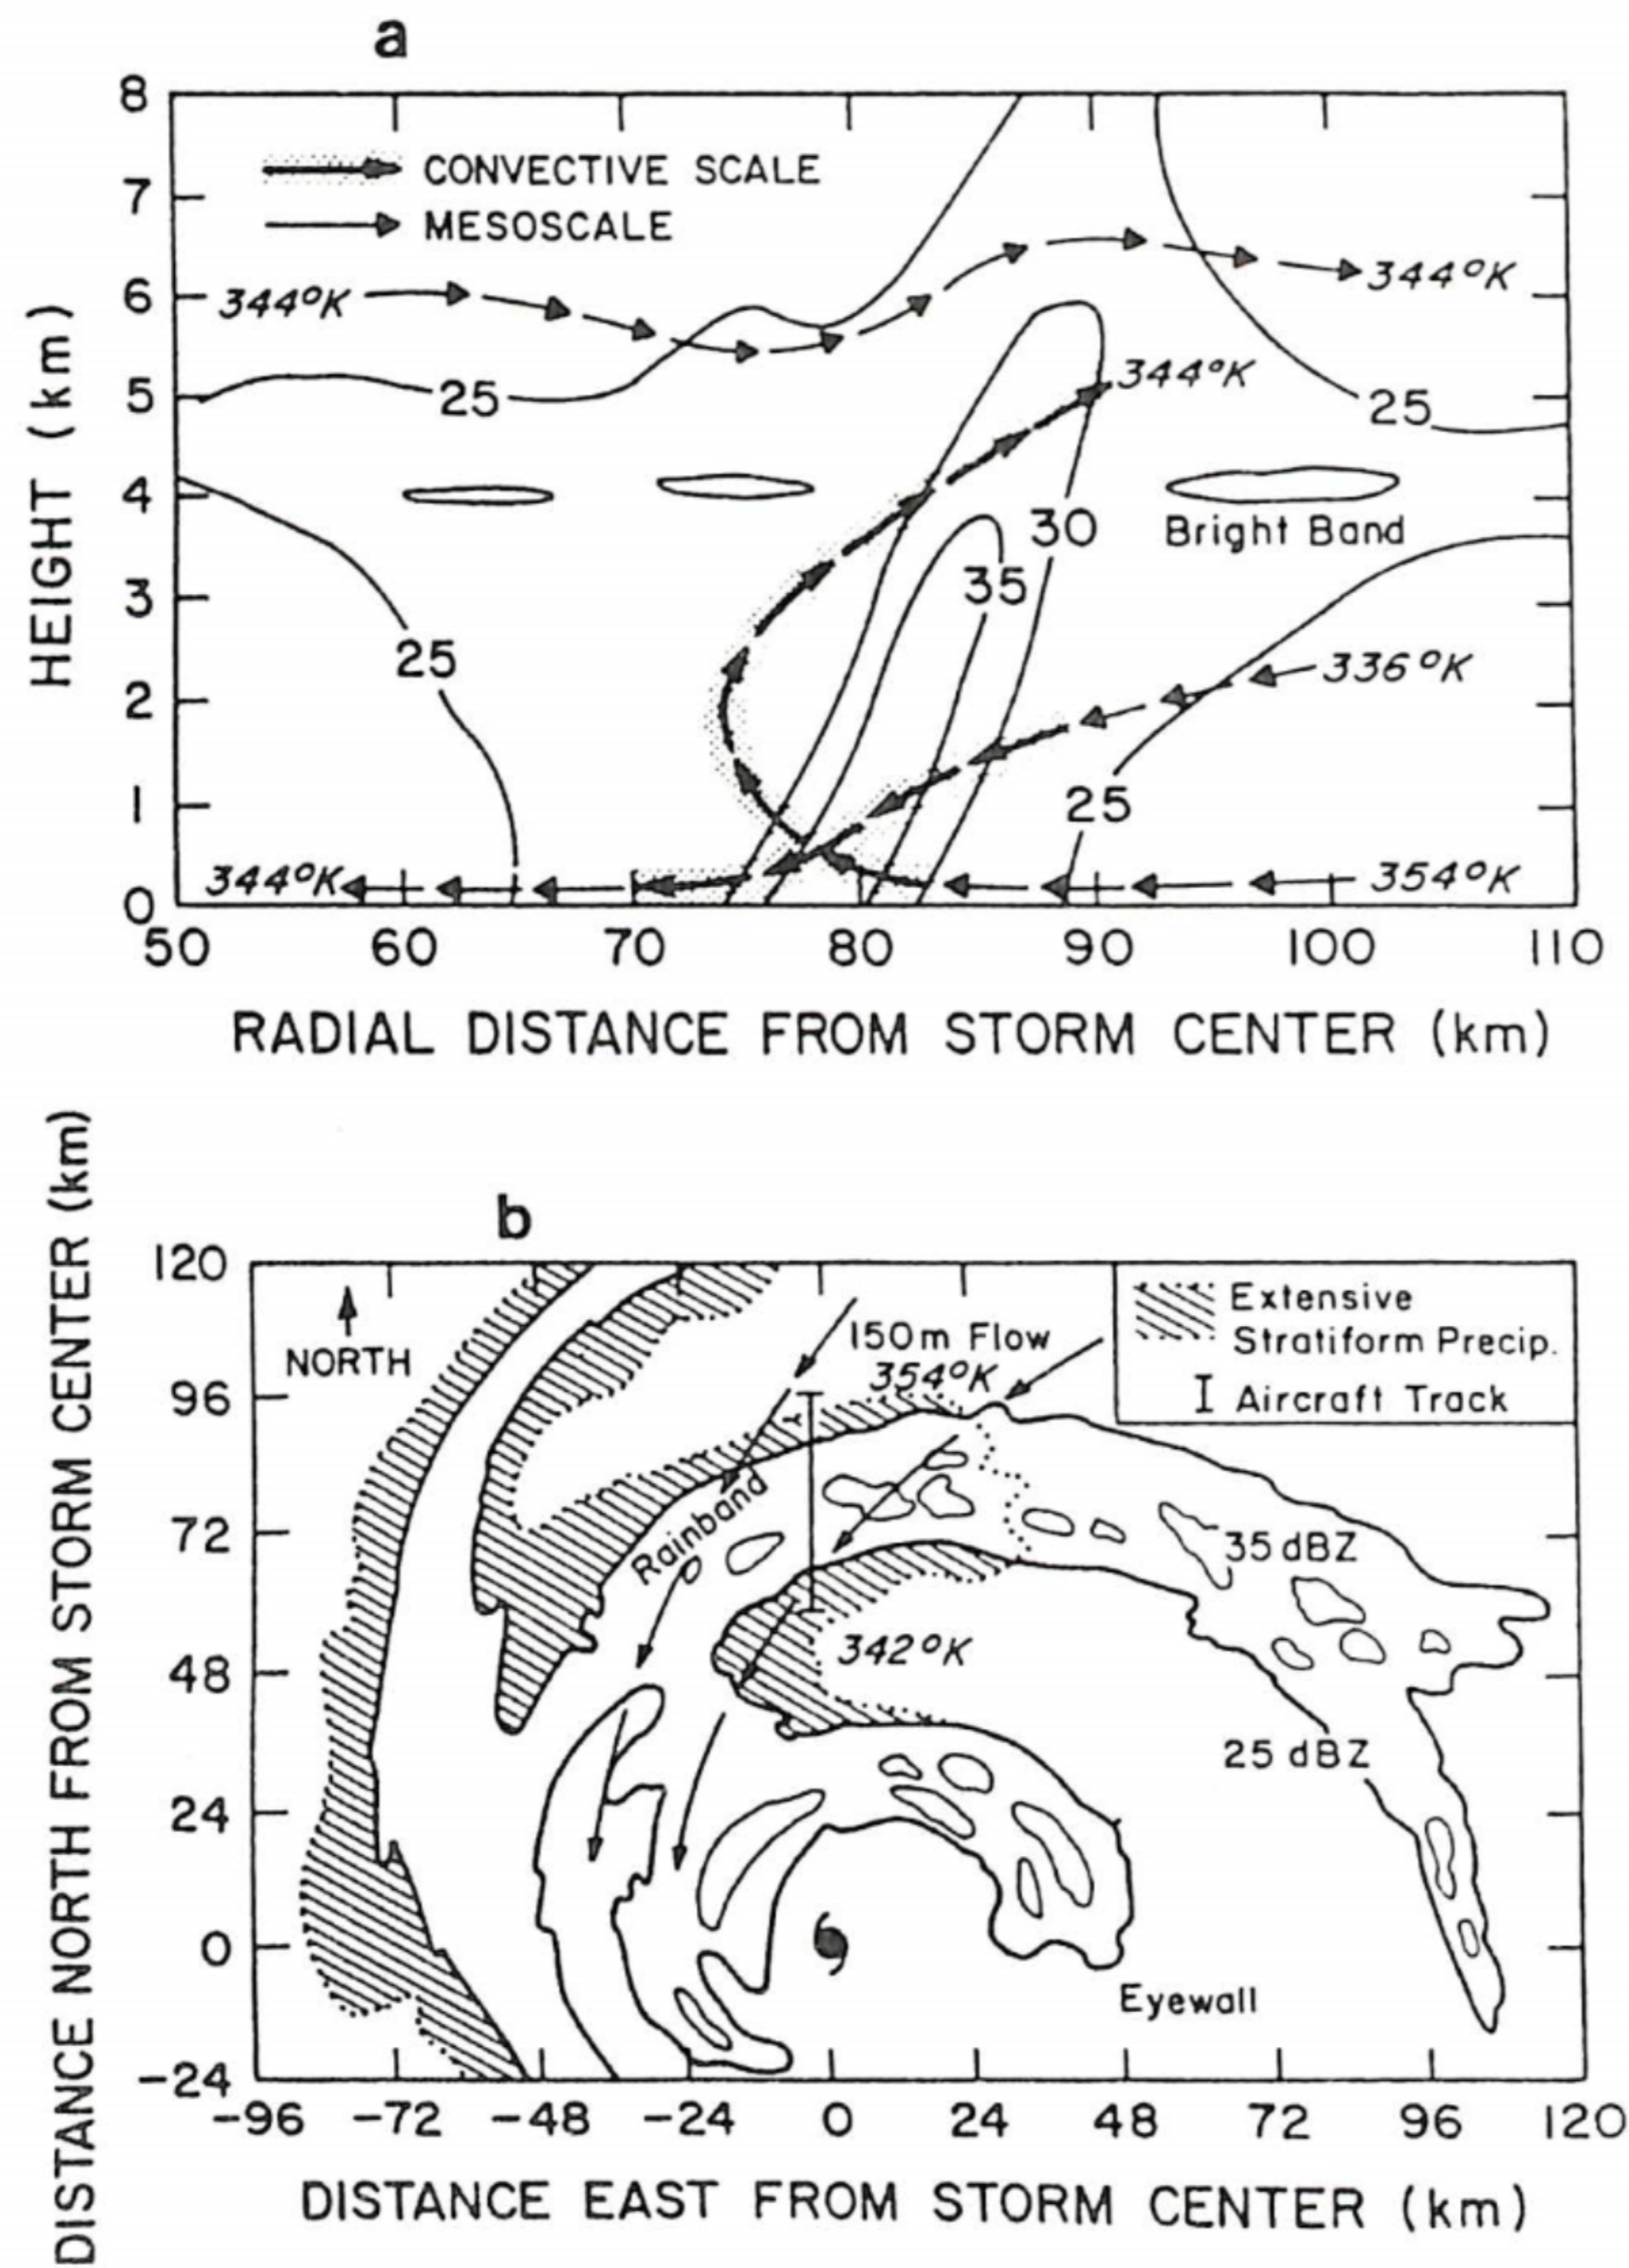 a
8
CONVECTIVE SCALE
7
MESOSCALE
6
344°K
344°K
344°K
5
25
25
4
30
Bright Band
35
3
25
336°K
2
1
25
344°K
354°K
0
50 60 70 80 90 100 110
HEIGHT (km)
RADIAL DISTANCE FROM STORM CENTER (km)
b
120
Extensive
Stratiform Precip.
150m Flow
NORTH
354°K
96
Aircraft Track
Rainband
72
35 dBZ
342°K
48
25 dBZ
24
0
Eyewall
-24
-96 -72 -48 -24 0 24 48 72 96 120
DISTANCE NORTH FROM STORM CENTER (km)
DISTANCE EAST FROM STORM CENTER (km)